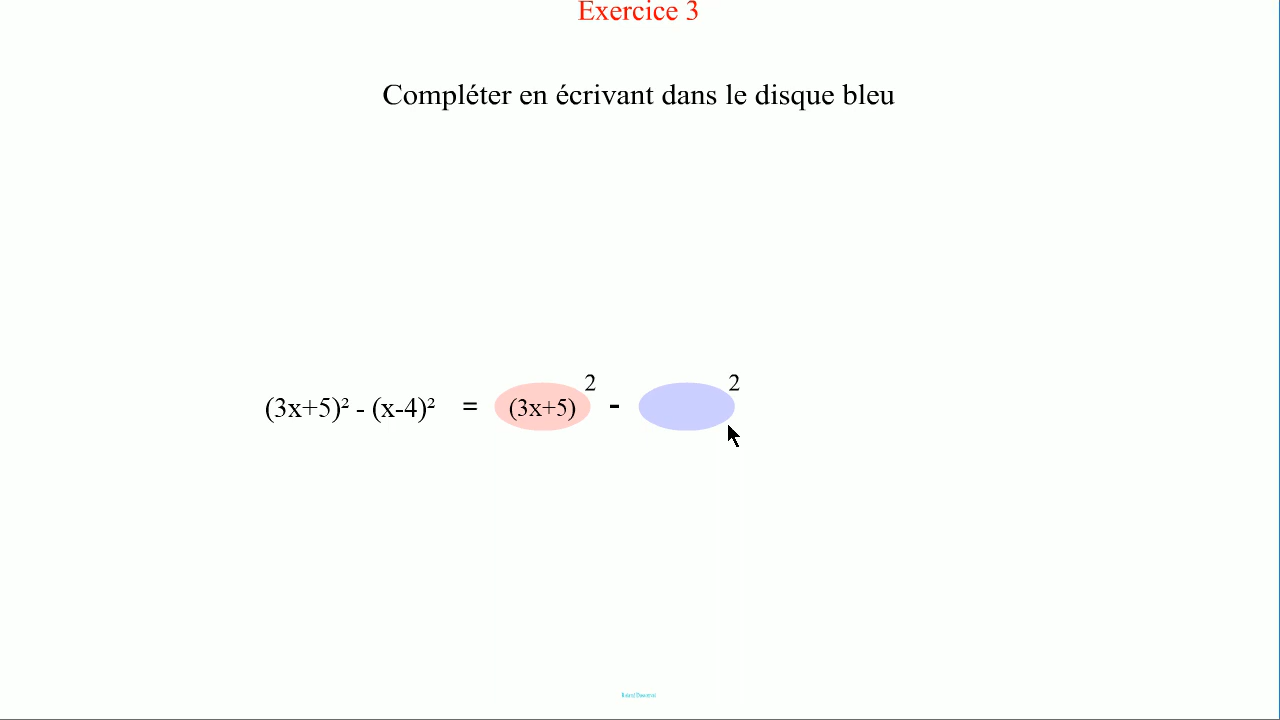 Exercice 3
Compléter en écrivant dans le disque bleu
(3x+5)² - (x-4)² = (3x+5)² - ²